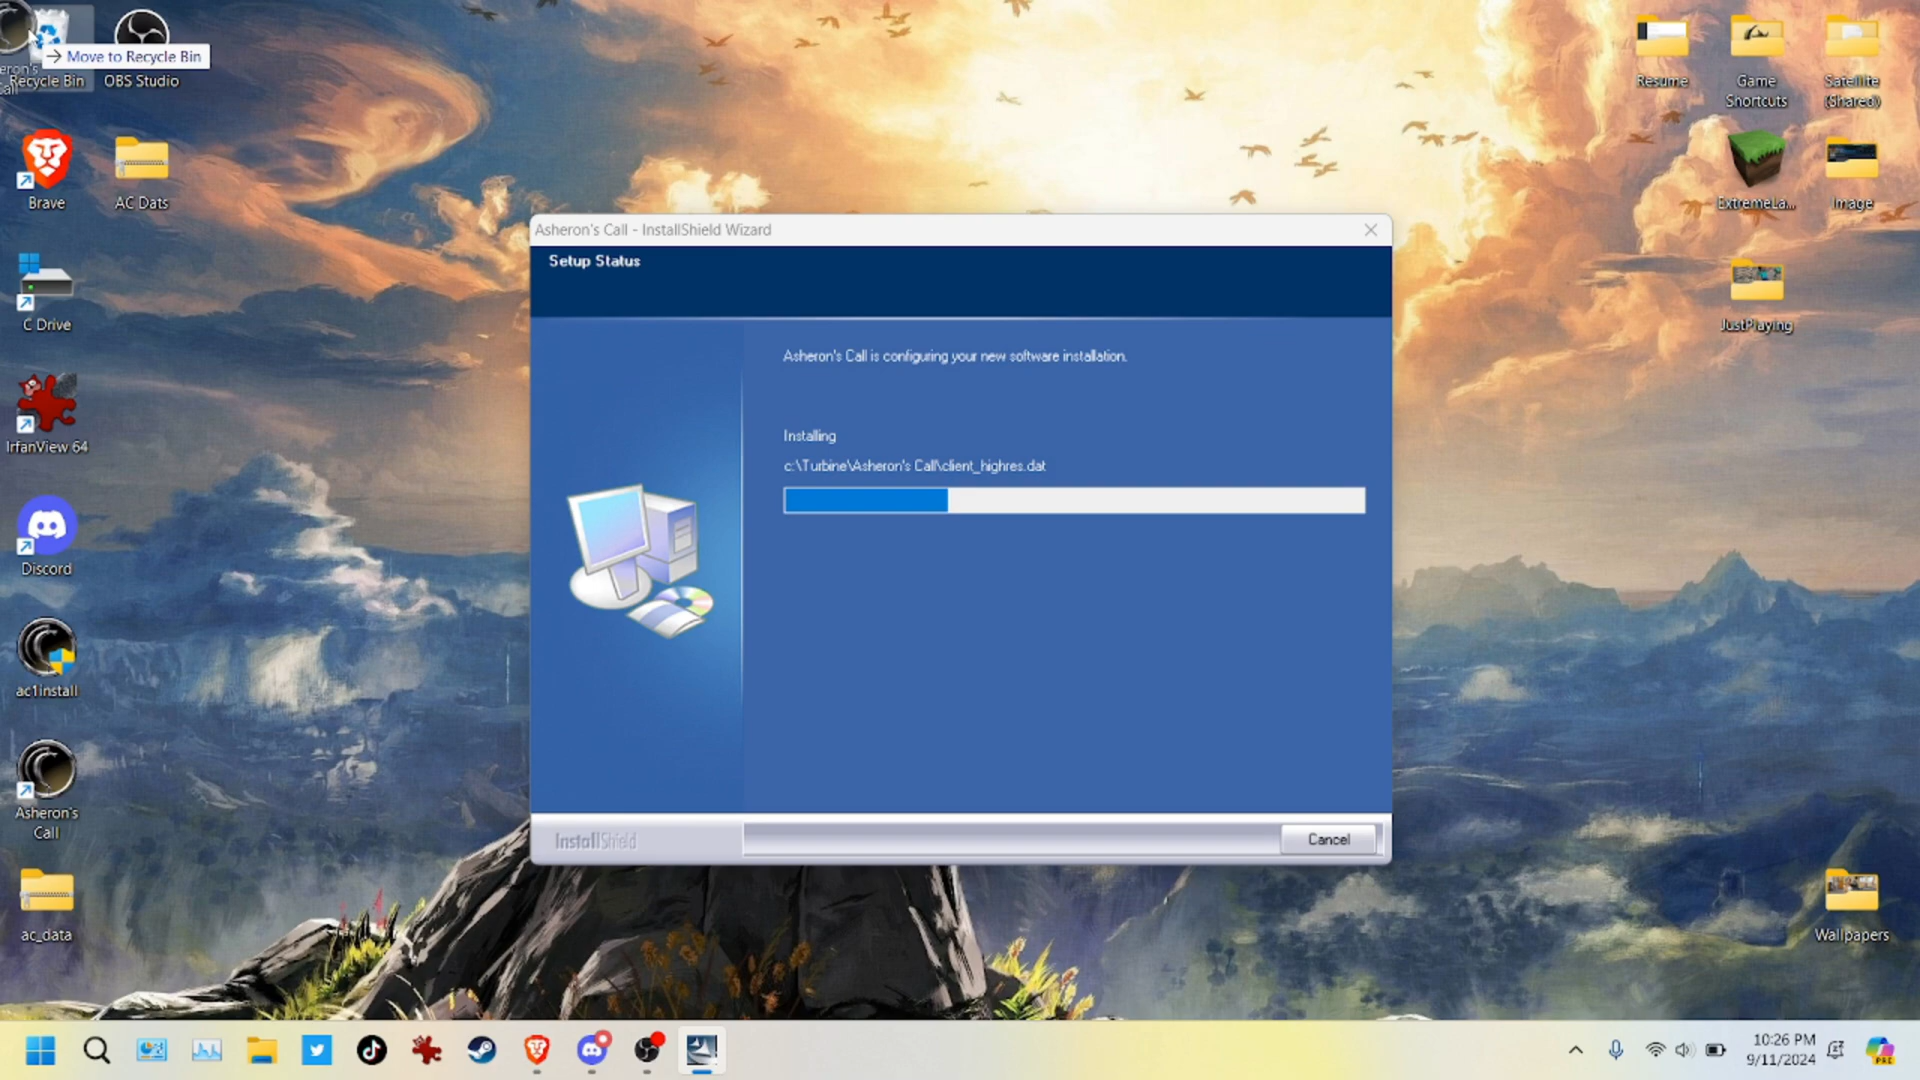 Move to Recycle Bin
Recycle Bin
OBS Studio
Brave
AC Dats
C Drive
IrfanView 64
Discord
ac1install
Asheron's
Call
ac_data
Resume
Game
Shortcuts
Satellite
(Shared)
ExtremeLa...
Image
JustPlaying
Wallpapers
Asheron's Call - InstallShield Wizard
Setup Status
Asheron's Call is configuring your new software installation.
Installing
c:\Turbine\Asheron's Call\client_highres.dat
InstallShield
Cancel
10:26 PM
9/11/2024
PRE